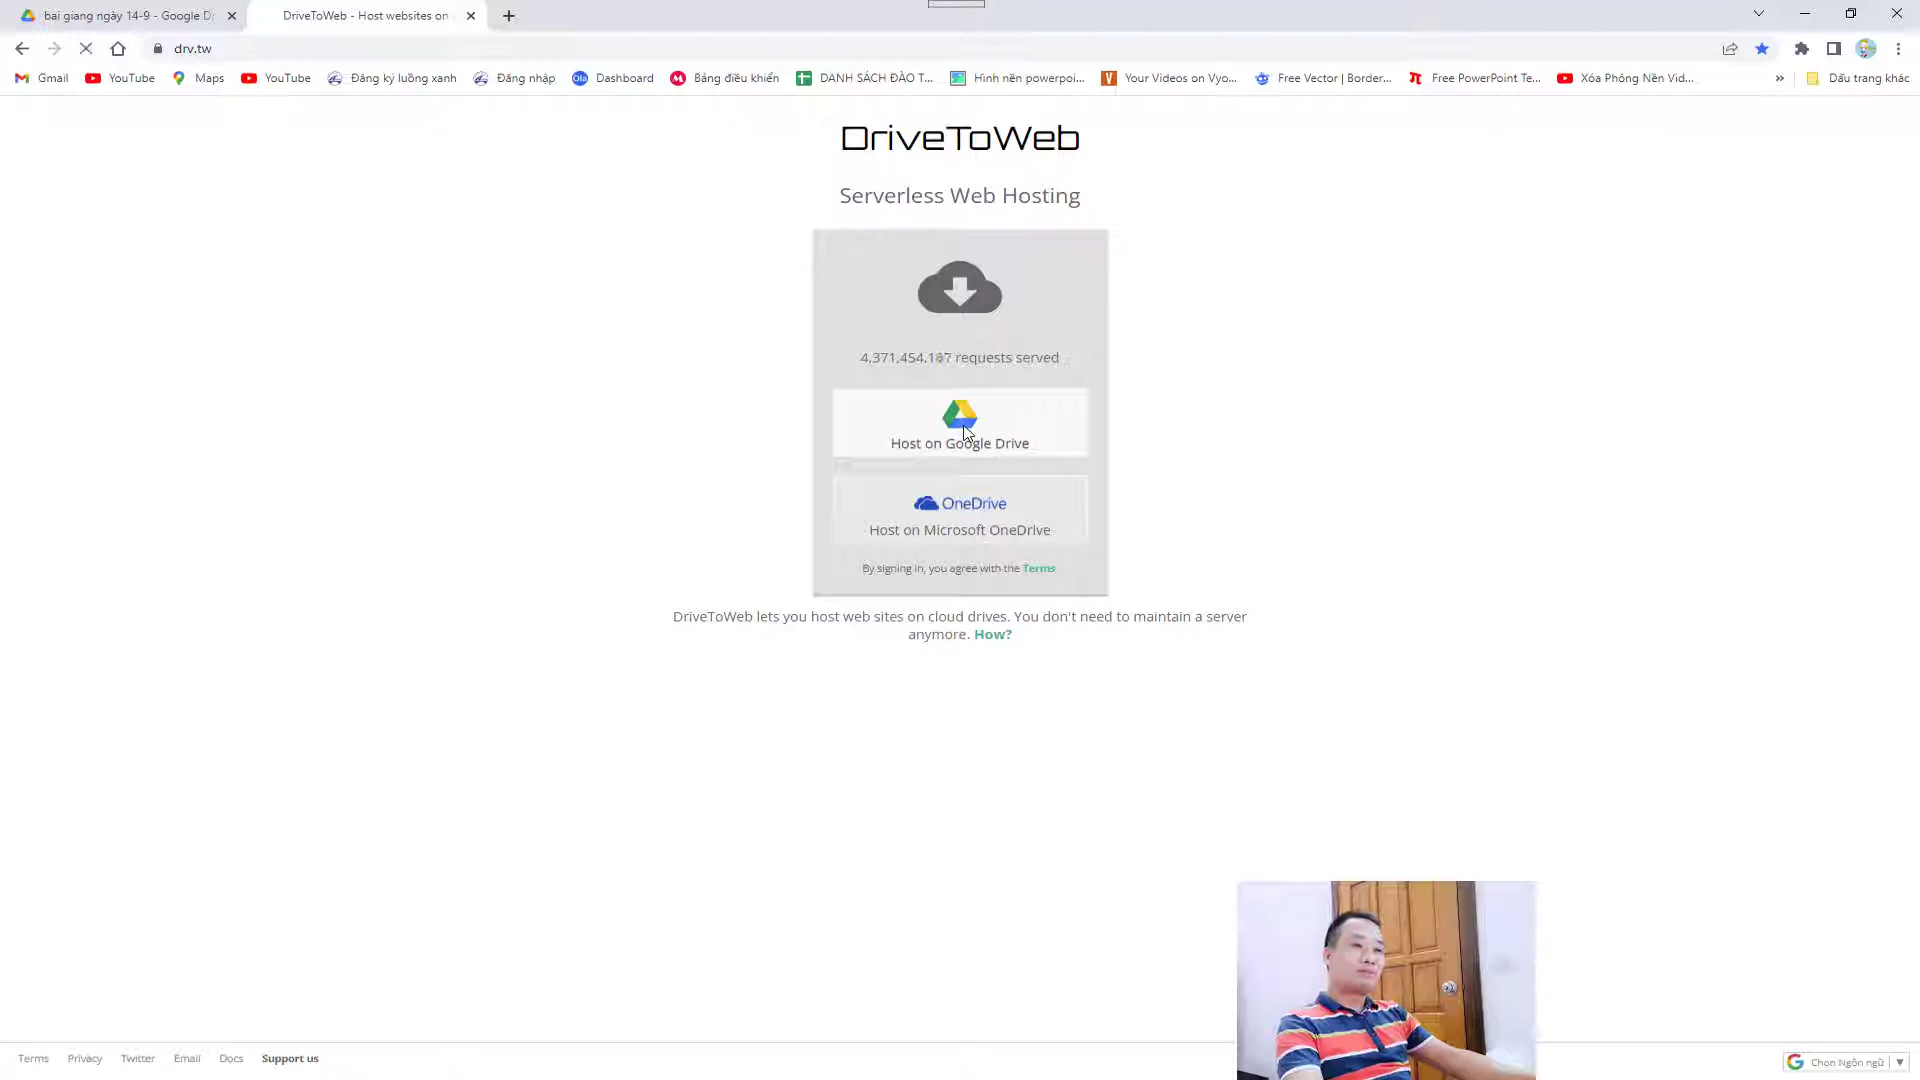 bai giang ngày 14-9 - Google Dr
DriveToWeb - Host websites on
drv.tw
Gmail
YouTube
Maps
YouTube
Đăng ký luồng xanh
Đăng nhập
Ola
Dashboard
Bảng điều khiển
DANH SÁCH ĐÀO T...
Hình nền powerpoi...
Your Videos on Vyo...
Free Vector | Border...
Free PowerPoint Te...
Xóa Phông Nền Vid...
»
Dấu trang khác
DriveToWeb
Serverless Web Hosting
requests served
Host on Google Drive
OneDrive
Host on Microsoft OneDrive
By signing in, you agree with the Terms
DriveToWeb lets you host web sites on cloud drives. You don't need to maintain a server
anymore. How?
Terms
Privacy
Twitter
Email
Docs
Support us
Chọn Ngôn ngữ